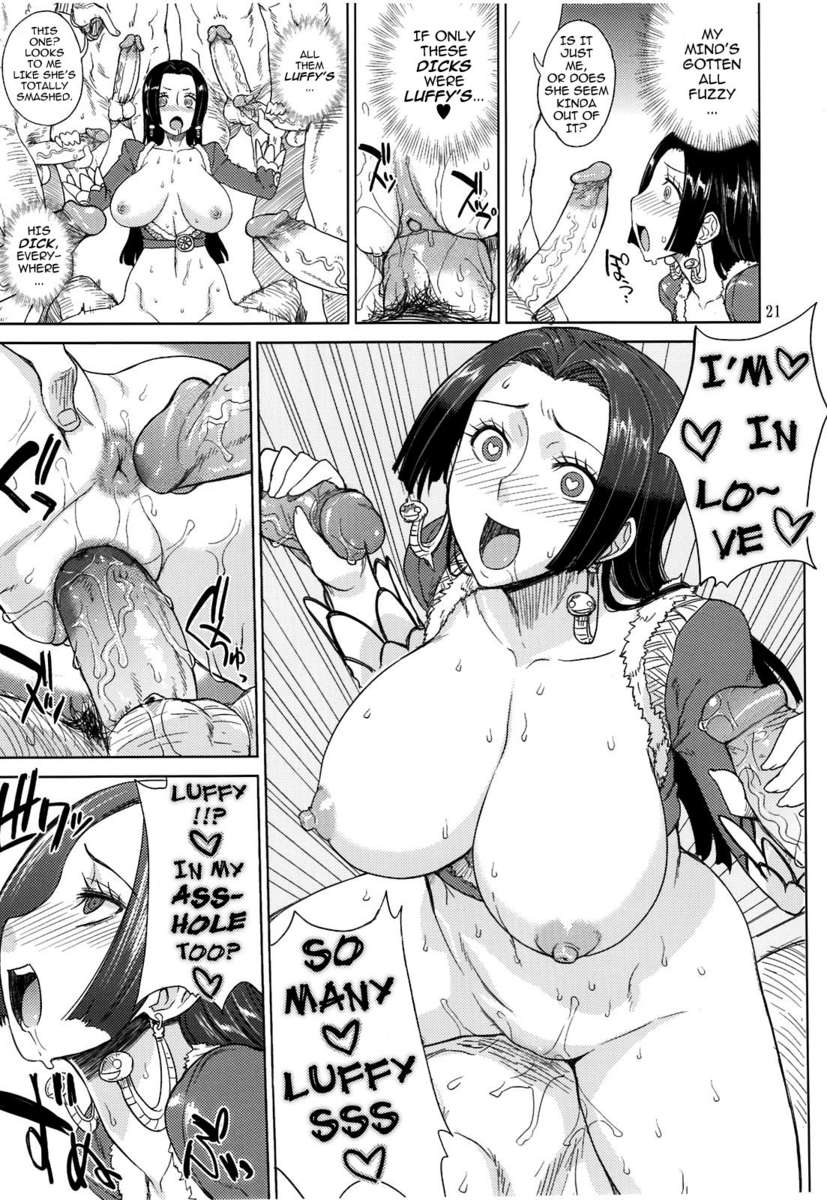 MY
MIND'S
GOTTEN
ALL
FUZZY
...
IS IT
JUST
ME,
OR DOES
SHE SEEM
KINDA
OUT OF
IT?
21
IF ONLY
THESE
DICKS
WERE
LUFFY'S...
♥
ALL
THEM
LUFFY'S
...
THIS
ONE?
LOOKS
TO ME
LIKE SHE'S
TOTALLY
SMASHED.
HIS
DICK,
EVERY-
WHERE
...
I'M♡
♡ IN
LO~
♡VE♡
SO
MANY
♡
LUFFY
SSS
♡
LUFFY
!!?
♡
IN MY
ASS-
HOLE
TOO?
♡